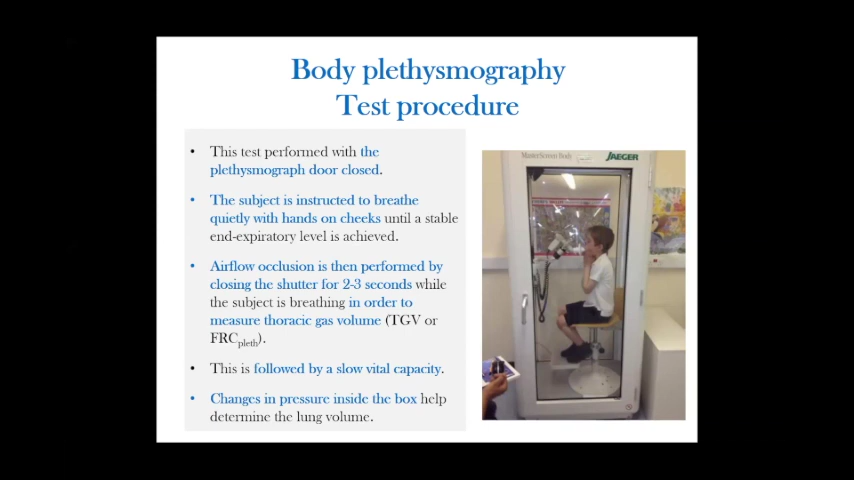 Body plethysmography
Test procedure
• This test performed with the
plethysmograph door closed.
• The subject is instructed to breathe
quietly with hands on cheeks until a stable
end-expiratory level is achieved.
• Airflow occlusion is then performed by
closing the shutter for 2-3 seconds while
the subject is breathing in order to
measure thoracic gas volume (TGV or
FRCpleth).
• This is followed by a slow vital capacity.
• Changes in pressure inside the box help
determine the lung volume.
MasterScreen Body
JAEGER